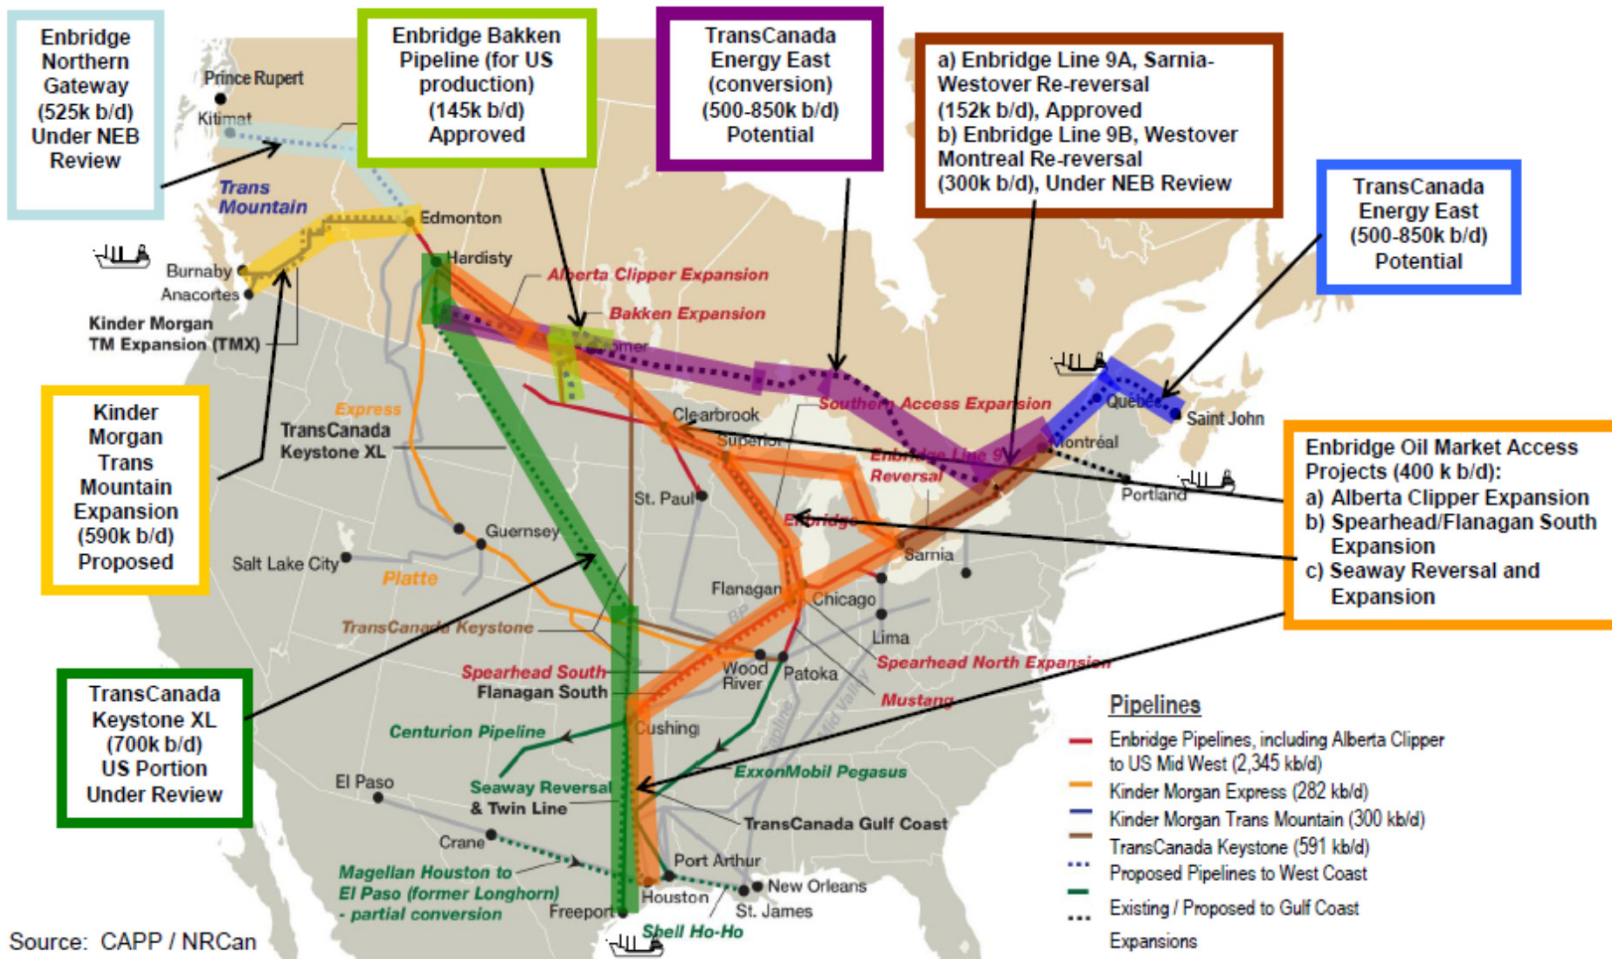 Enbridge
Northern
Gateway
(525k b/d)
Under NEB
Review
Enbridge Bakken
Pipeline (for US
production)
(145k b/d)
Approved
TransCanada
Energy East
(conversion)
(500-850k b/d)
Potential
a) Enbridge Line 9A, Sarnia-
Westover Re-reversal
(152k b/d), Approved
b) Enbridge Line 9B, Westover
Montreal Re-reversal
(300k b/d), Under NEB Review
TransCanada
Energy East
(500-850k b/d)
Potential
Prince Rupert
Kitimat
Trans
Mountain
Edmonton
Hardisty
Burnaby
Anacortes
Kinder Morgan
TM Expansion (TMX)
Alberta Clipper Expansion
Bakken Expansion
Kinder
Morgan
Trans
Mountain
Expansion
(590k b/d)
Proposed
Express
TransCanada
Keystone XL
Clearbrook
Superior
Southern Access Expansion
Enbridge Line 9
Reversal
Québec
Saint John
Montréal
Portland
St. Paul
Enbridge
Sarnia
Enbridge Oil Market Access
Projects (400 k b/d):
a) Alberta Clipper Expansion
b) Spearhead/Flanagan South
Expansion
c) Seaway Reversal and
Expansion
Guernsey
Salt Lake City
Platte
Flanagan
Chicago
BP
Lima
TransCanada Keystone
Spearhead South
Flanagan South
Wood
River
Patoka
Spearhead North Expansion
Mustang
Mid Valley
TransCanada
Keystone XL
(700k b/d)
US Portion
Under Review
Centurion Pipeline
Cushing
ExxonMobil Pegasus
El Paso
Seaway Reversal
& Twin Line
TransCanada Gulf Coast
Crane
Magellan Houston to
El Paso (former Longhorn)
- partial conversion
Port Arthur
Houston
New Orleans
St. James
Freeport
Shell Ho-Ho
Pipelines
Enbridge Pipelines, including Alberta Clipper
to US Mid West (2,345 kb/d)
Kinder Morgan Express (282 kb/d)
Kinder Morgan Trans Mountain (300 kb/d)
TransCanada Keystone (591 kb/d)
Proposed Pipelines to West Coast
Existing / Proposed to Gulf Coast
Expansions
Source: CAPP / NRCan